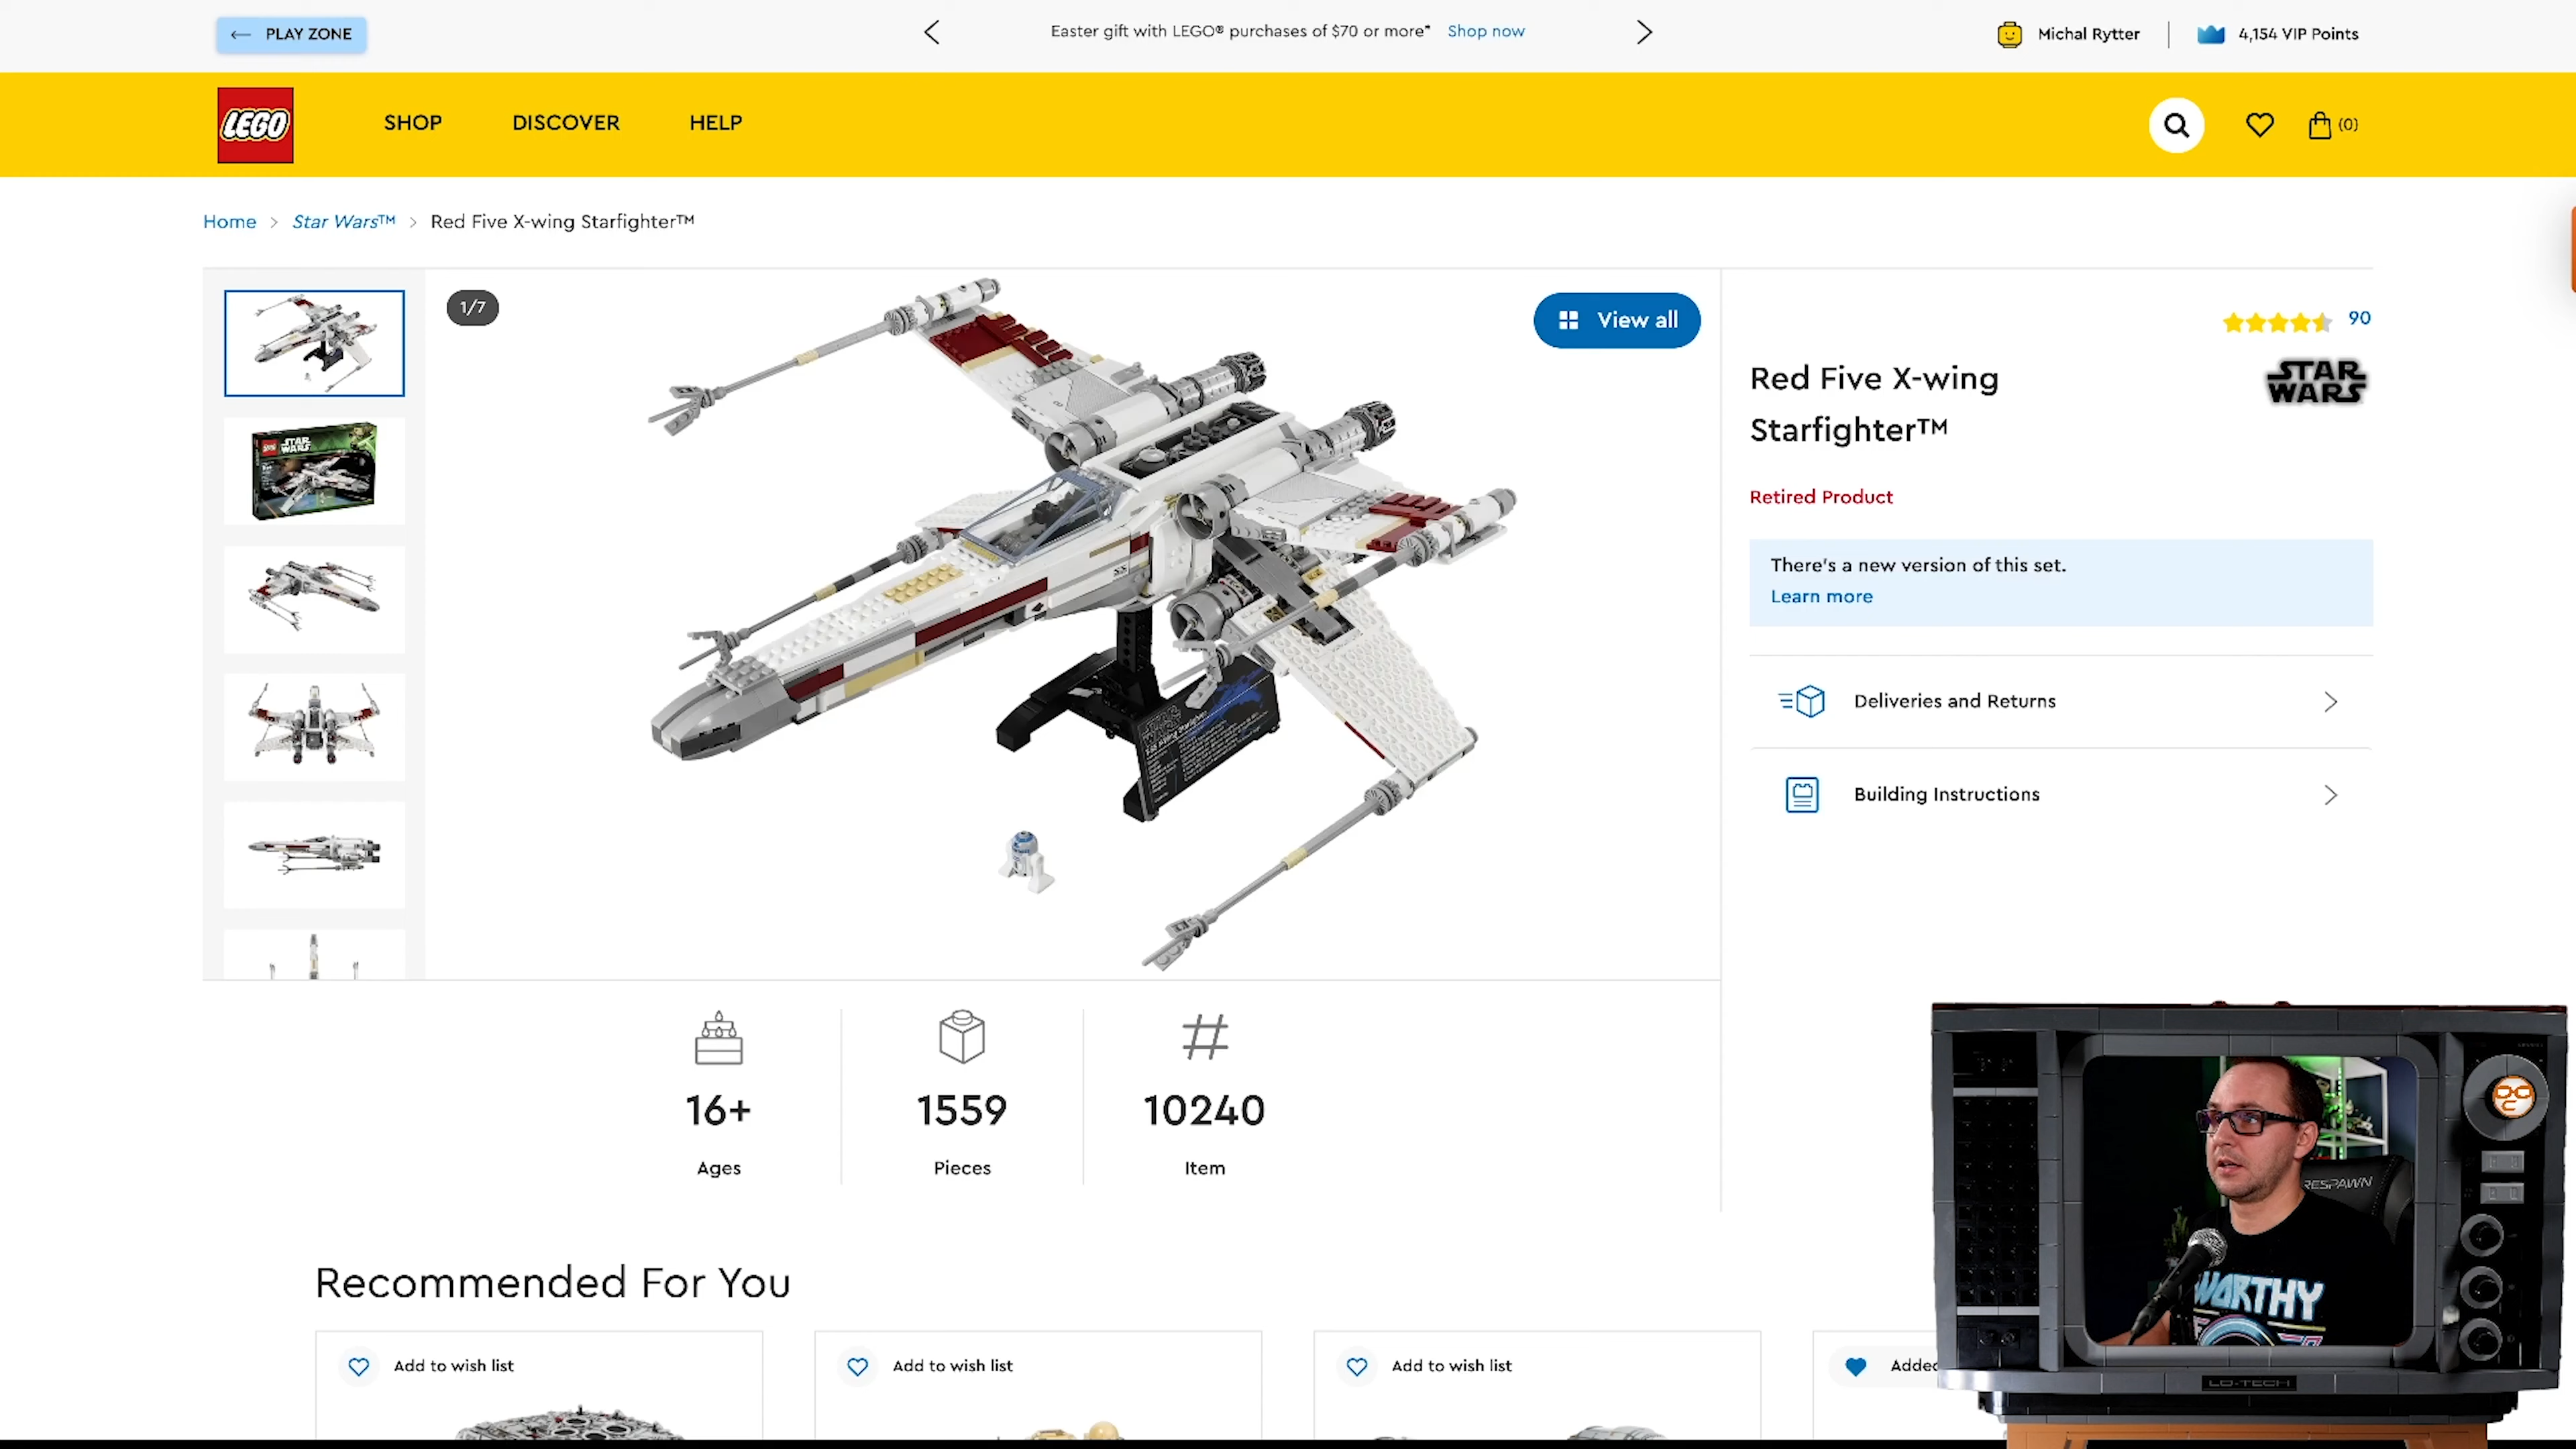 PLAY ZONE
Easter gift with LEGO® purchases of $70 or more* Shop now
Michal Rytter
4,154 VIP Points
LEGO
SHOP
DISCOVER
HELP
(0)
Home > Star Wars™ > Red Five X-wing Starfighter™
1/7
View all
90
Red Five X-wing
Starfighter™
STAR
WARS
Retired Product
There's a new version of this set.
Learn more
Deliveries and Returns
Building Instructions
16+
Ages
1559
Pieces
10240
Item
RESPAWN
WORTHY
LO-TECH
Recommended For You
Add to wish list
Add to wish list
Add to wish list